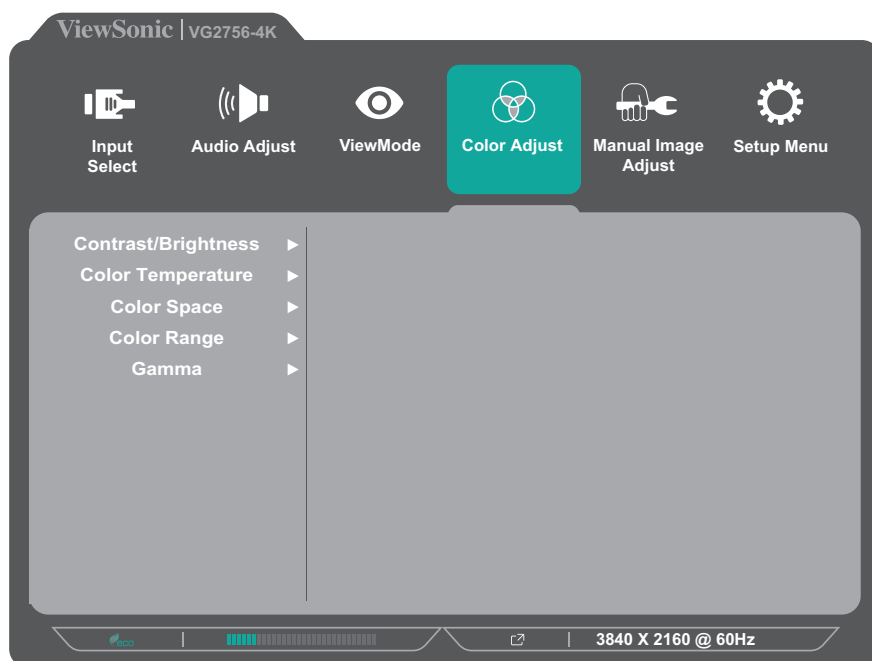 ViewSonic | VG2756-4K
Input
Select
Audio Adjust
ViewMode
Color Adjust
Manual Image
Adjust
Setup Menu
Contrast/Brightness
Color Temperature
Color Space
Color Range
Gamma
eco
3840 X 2160 @ 60Hz